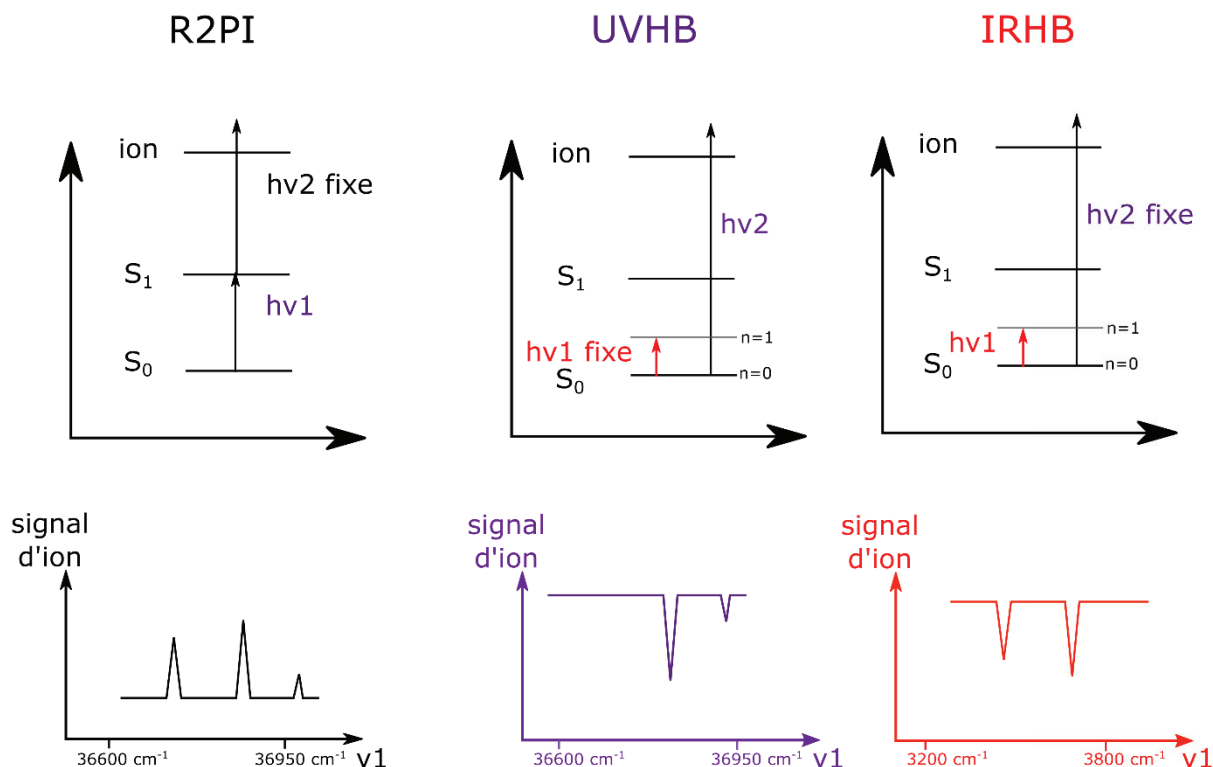 R2PI
UVHB
IRHB
ion
hv2 fixe
S₁
hv1
S₀
ion
hv2
S₁
n=1
hv1 fixe
n=0
S₀
ion
hv2 fixe
S₁
n=1
hv1
S₀
n=0
signal
d'ion
36600 cm⁻¹
36950 cm⁻¹
v1
signal
d'ion
36600 cm⁻¹
36950 cm⁻¹
v1
signal
d'ion
3200 cm⁻¹
3800 cm⁻¹
v1